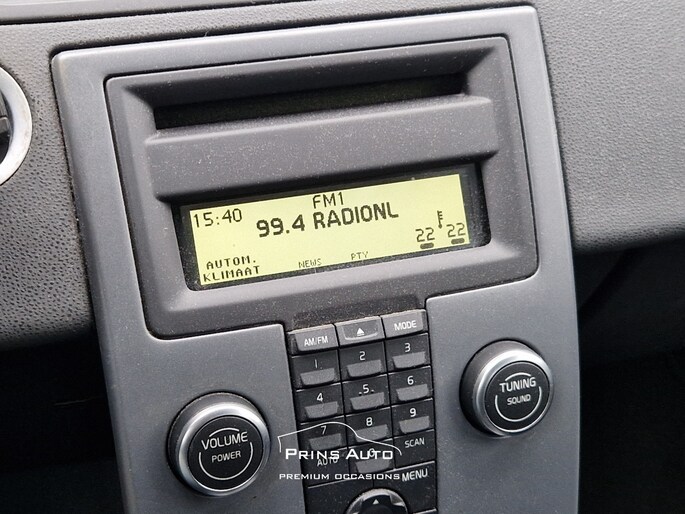 FM1
15:40 99.4 RADIONL
22 22
AUTOM. NEWS PTY
KLIMAAT
AM/FM MODE
1 2 3
4 5 6
7 8 9
AUTO SCAN
MENU
VOLUME
POWER
TUNING
SOUND
PRINS AUTO
PREMIUM OCCASIONS